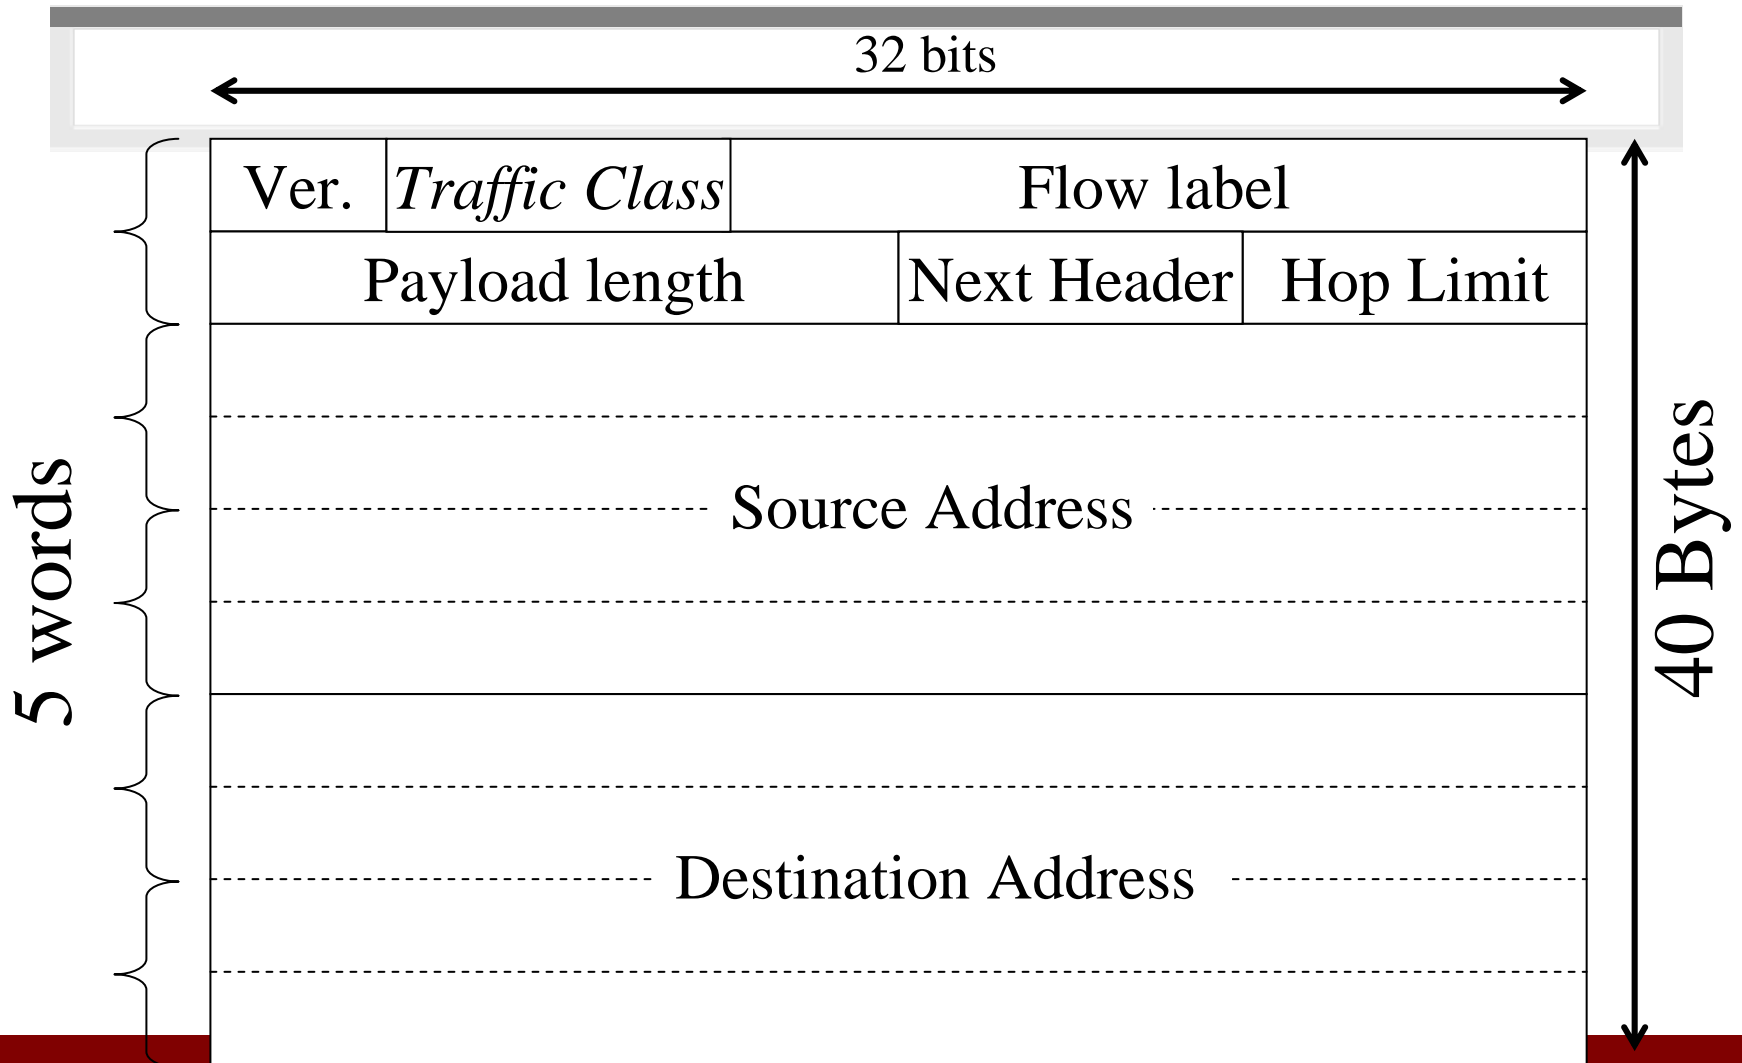 32 bits
Ver. Traffic Class Flow label
Payload length Next Header Hop Limit
Source Address
Destination Address
5 words
40 Bytes